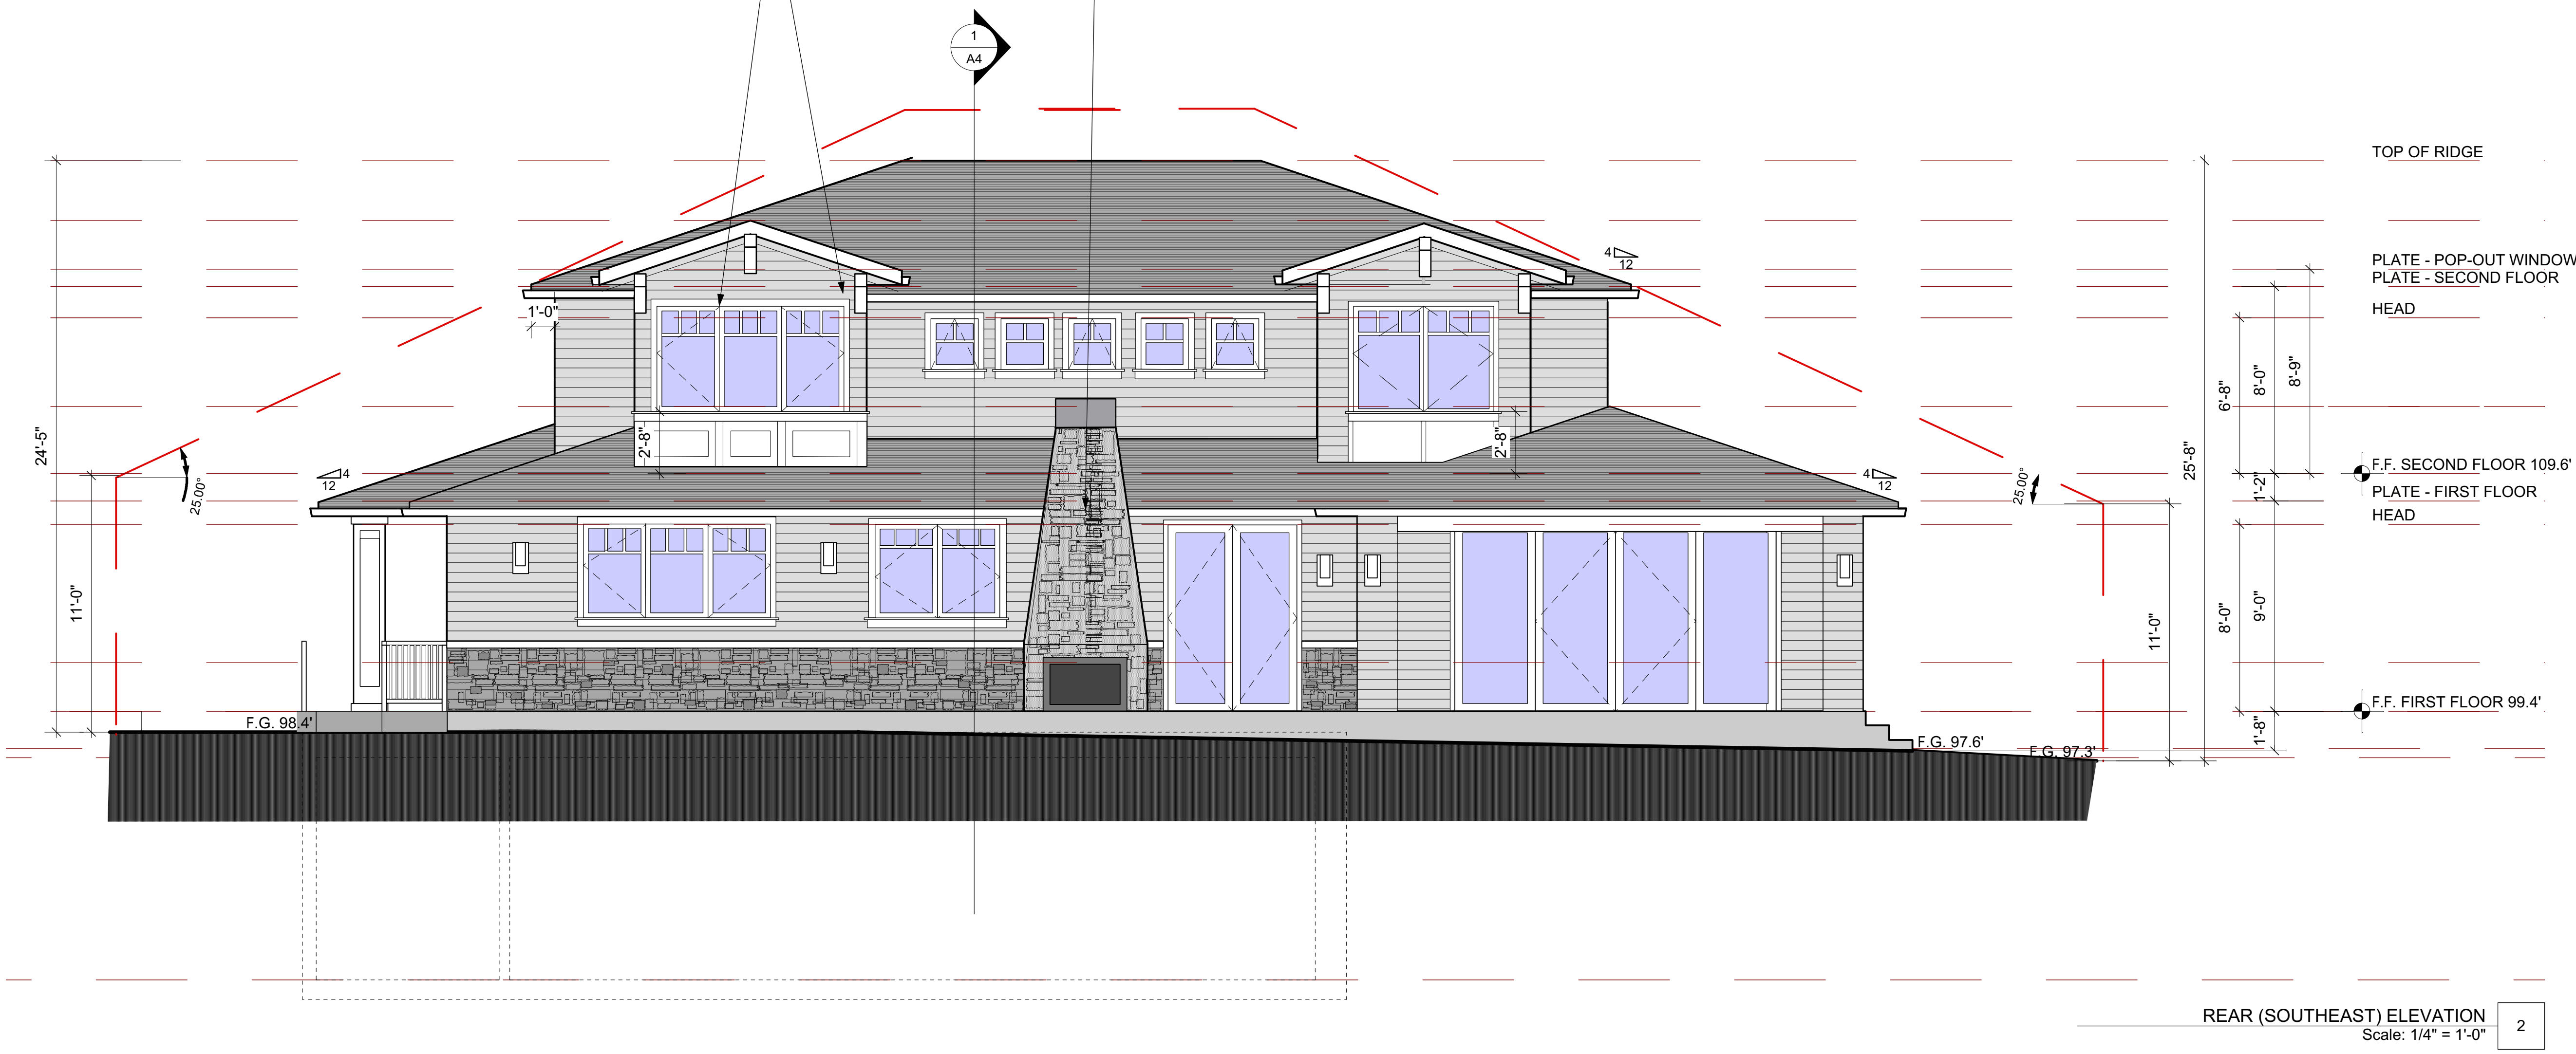 1
A4
TOP OF RIDGE
4
12
PLATE - POP-OUT WINDOW
PLATE - SECOND FLOOR
1'-0"
HEAD
8'-9"
8'-0"
6'-8"
24'-5"
2'-8"
2'-8"
25'-8"
F.F. SECOND FLOOR 109.6'
4
12
4
12
25.00°
25.00°
1'-2"
PLATE - FIRST FLOOR
HEAD
11'-0"
11'-0"
8'-0"
9'-0"
F.F. FIRST FLOOR 99.4'
F.G. 98.4'
1'-8"
F.G. 97.6'
F.G. 97.3'
REAR (SOUTHEAST) ELEVATION
Scale: 1/4" = 1'-0"
2